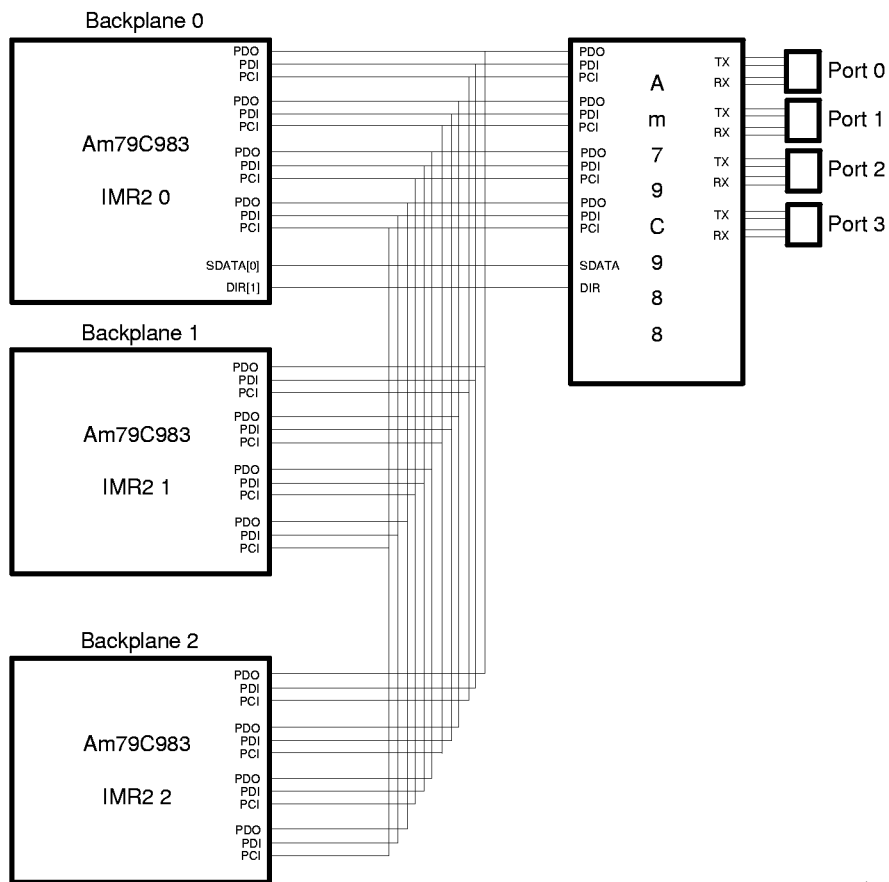 Backplane 0
PDO
PDI
PCI
PDO
PDI
PCI
PDO
PDI
PCI
PDO
PDI
PCI
SDATA[0]
DIR[1]
Am79C983
IMR2 0
PDO
PDI
PCI
PDO
PDI
PCI
PDO
PDI
PCI
PDO
PDI
PCI
SDATA
DIR
A
m
7
9
C
9
8
8
TX
RX
TX
RX
TX
RX
TX
RX
Port 0
Port 1
Port 2
Port 3
Backplane 1
PDO
PDI
PCI
PDO
PDI
PCI
PDO
PDI
PCI
PDO
PDI
PCI
Am79C983
IMR2 1
Backplane 2
PDO
PDI
PCI
PDO
PDI
PCI
PDO
PDI
PCI
PDO
PDI
PCI
Am79C983
IMR2 2